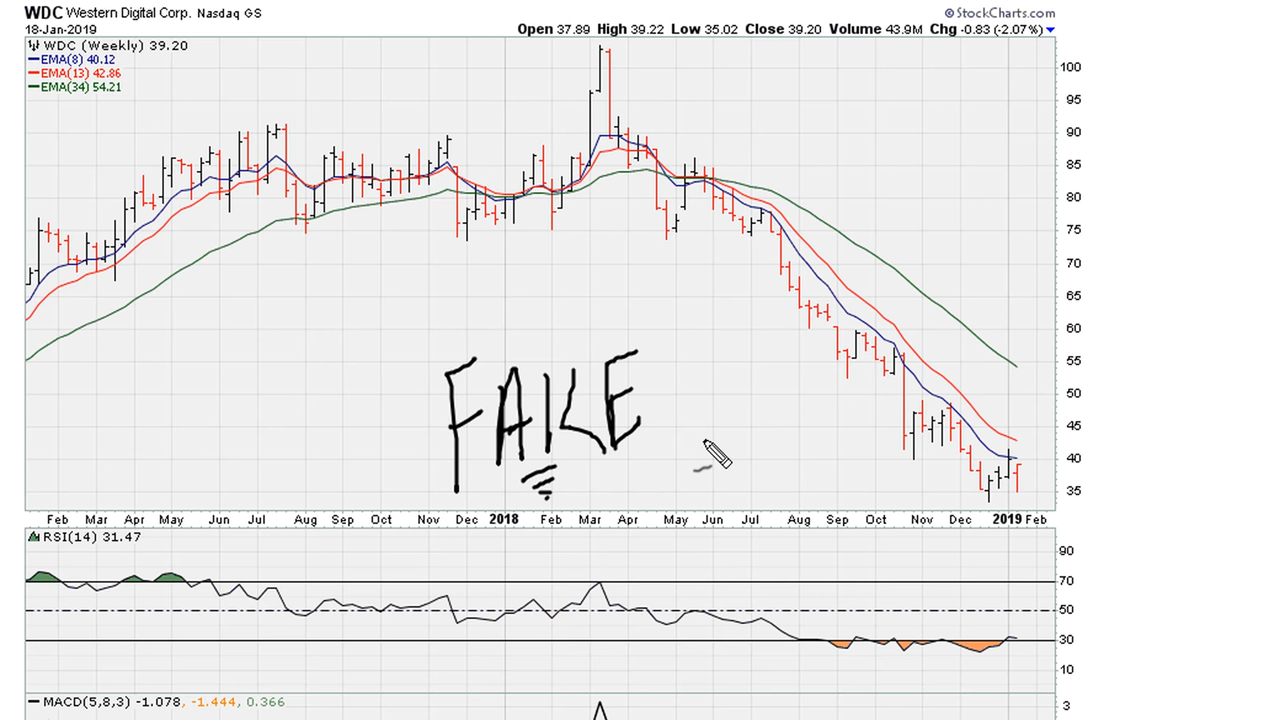 WDC Western Digital Corp. Nasdaq GS
© StockCharts.com
18-Jan-2019
Open 37.89 High 39.22 Low 35.02 Close 39.20 Volume 43.9M Chg -0.83 (-2.07%)
WDC (Weekly) 39.20
EMA(8) 40.12
EMA(13) 42.86
EMA(34) 54.21
100
95
90
85
80
75
70
65
60
55
50
45
40
35
FAKE
Feb Mar Apr May Jun Jul Aug Sep Oct Nov Dec 2018 Feb Mar Apr May Jun Jul Aug Sep Oct Nov Dec 2019 Feb
RSI(14) 31.47
90
70
50
30
10
MACD(5,8,3) -1.078, -1.444, 0.366
3